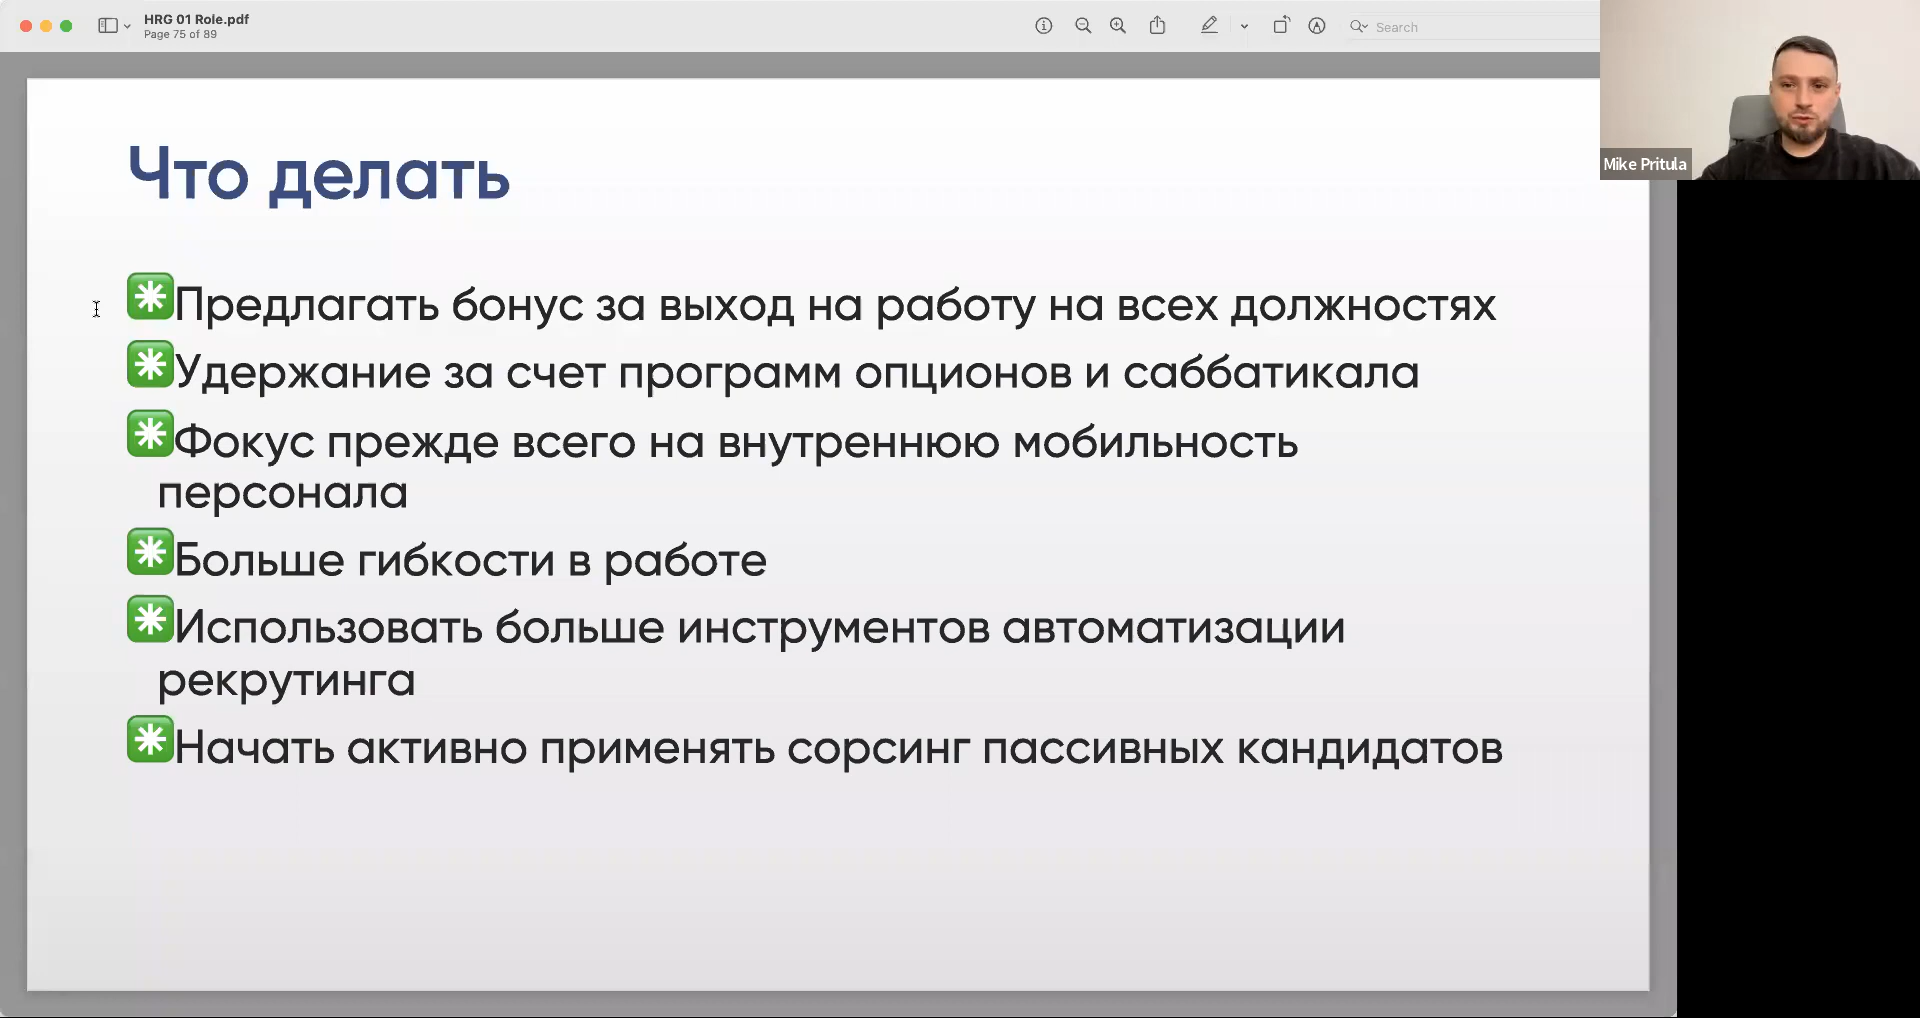 HRG 01 Role.pdf
Page 75 of 89
Search
Mike Pritula
Что делать
Предлагать бонус за выход на работу на всех должностях
Удержание за счет программ опционов и саббатикала
Фокус прежде всего на внутреннюю мобильность
персонала
Больше гибкости в работе
Использовать больше инструментов автоматизации
рекрутинга
Начать активно применять сорсинг пассивных кандидатов